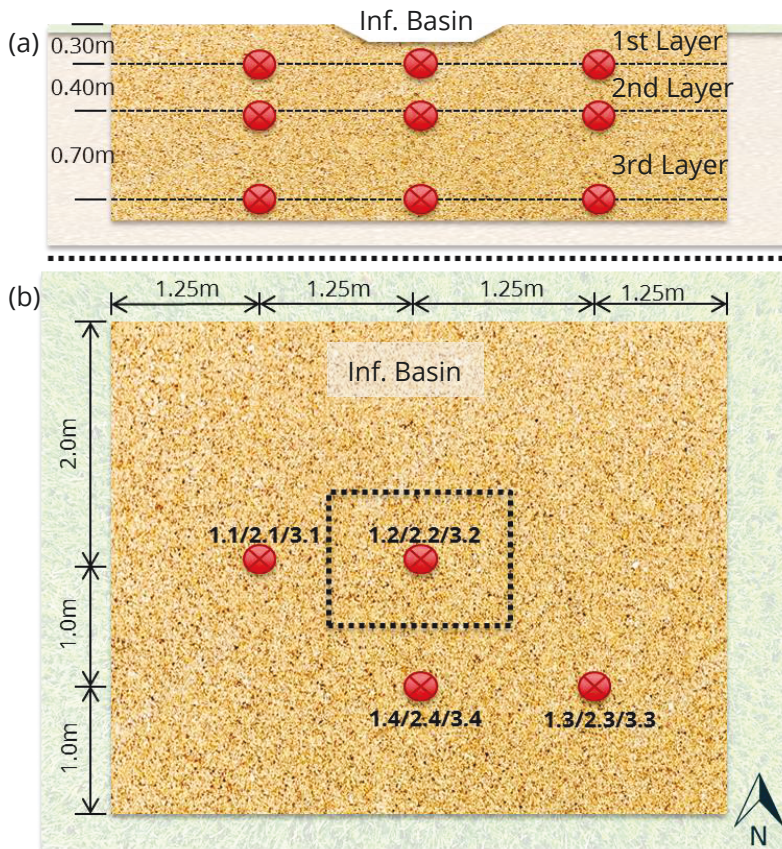 Inf. Basin
(a)
0.30m
1st Layer
0.40m
2nd Layer
0.70m
3rd Layer
(b)
1.25m
1.25m
1.25m
1.25m
Inf. Basin
2.0m
1.1/2.1/3.1
1.2/2.2/3.2
1.0m
1.4/2.4/3.4
1.3/2.3/3.3
1.0m
N